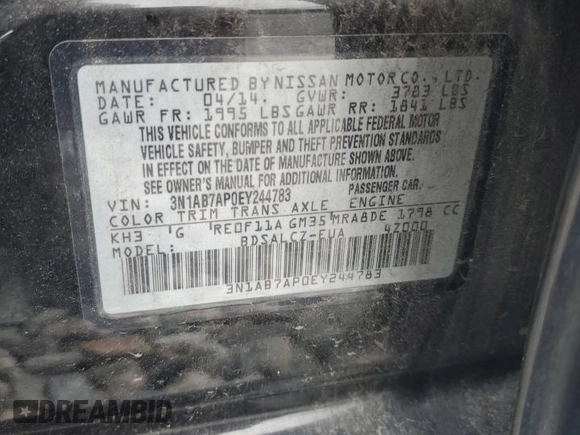 MANUFACTURED BY NISSAN MOTOR CO., LTD.
DATE: 04/14. GVWR: 3783 LBS
GAWR FR: 1995 LBS GAWR RR: 1841 LBS
THIS VEHICLE CONFORMS TO ALL APPLICABLE FEDERAL MOTOR
VEHICLE SAFETY, BUMPER AND THEFT PREVENTION STANDARDS
IN EFFECT ON THE DATE OF MANUFACTURE SHOWN ABOVE.
SEE OWNER'S MANUAL FOR ADDITIONAL INFORMATION.
VIN: 3N1AB7AP0EY244783 PASSENGER CAR.
COLOR TRIM TRANS AXLE ENGINE
KH3 G RE0F11A GM35 MRA8DE 1798 CC
MODEL: BDSALCZ-EUA 4Z000
3N1AB7AP0EY244783
DREAMBID